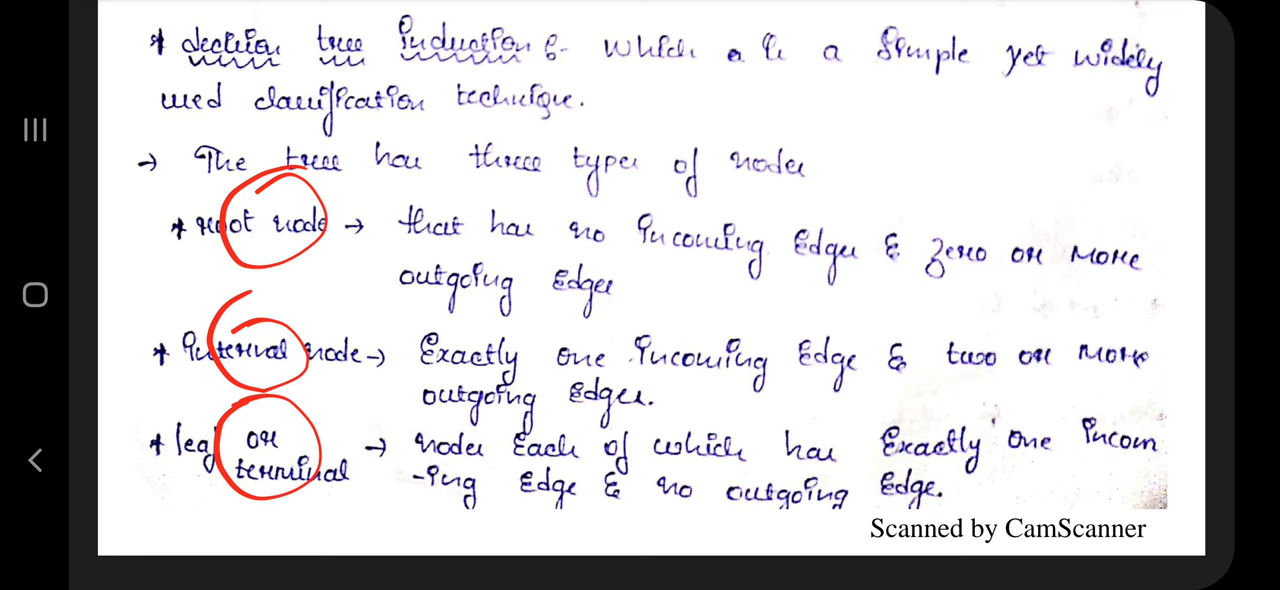 * decision tree Induction :- which is a simple yet widely
used classification technique.
→ The tree has three types of nodes
* root node → that has no incoming Edges & zero or more
outgoing Edges
* Internal node → Exactly one incoming Edge & two or more
outgoing Edges.
* leaf or terminal → nodes Each of which has Exactly one incom
-ing Edge & no outgoing Edge.
Scanned by CamScanner